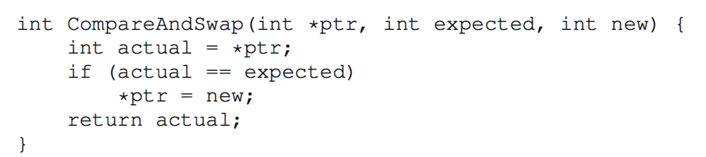 int CompareAndSwap(int *ptr, int expected, int new) {
    int actual = *ptr;
    if (actual == expected)
        *ptr = new;
    return actual;
}